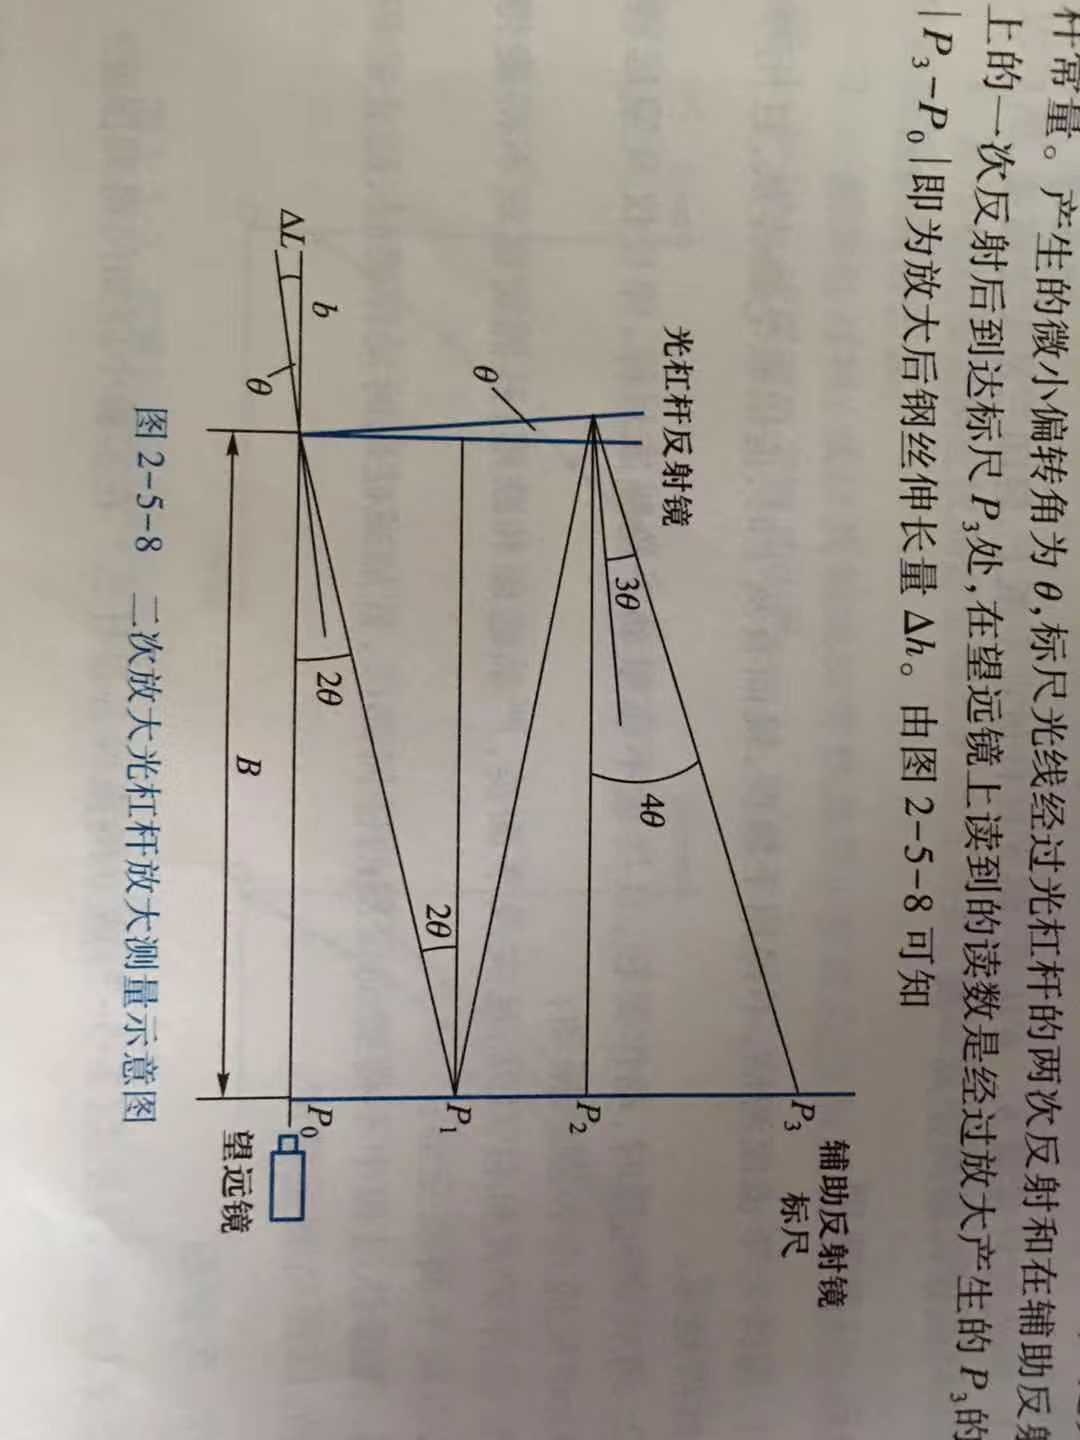 杆常量。产生的微小偏转角为θ,标尺光线经过光杠杆的两次反射和在辅助反射
上的一次反射后到达标尺P₃处,在望远镜上读到的读数是经过放大产生的P₃的
|P₃-P₀|即为放大后钢丝伸长量Δh。由图2-5-8可知
光杠杆反射镜
辅助反射镜
标尺
P₃
3θ
4θ
P₂
θ
2θ
P₁
b
2θ
P₀
ΔL
θ
B
望远镜
图2-5-8 二次放大光杠杆放大测量示意图